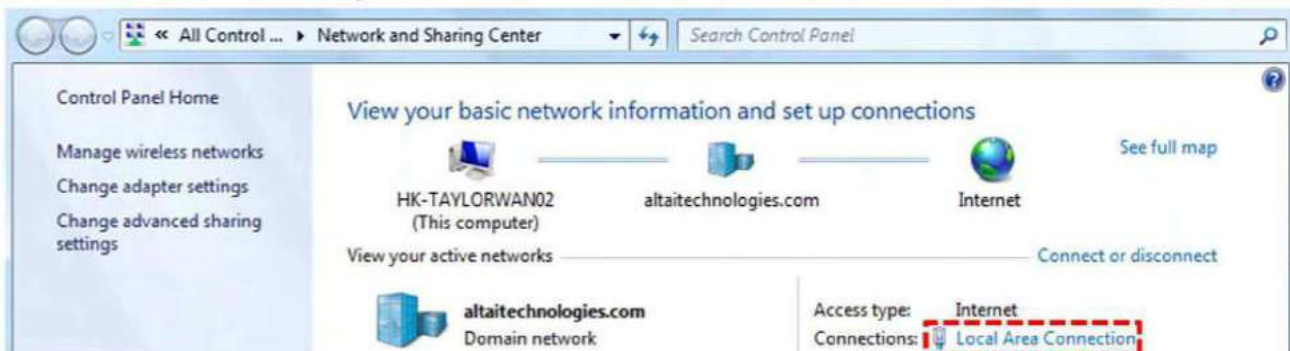 « All Control ... ▸ Network and Sharing Center Search Control Panel
Control Panel Home
Manage wireless networks
Change adapter settings
Change advanced sharing
settings
View your basic network information and set up connections
See full map
HK-TAYLORWAN02
(This computer)
altaitechnologies.com
Internet
View your active networks
Connect or disconnect
altaitechnologies.com
Domain network
Access type: Internet
Connections: Local Area Connection